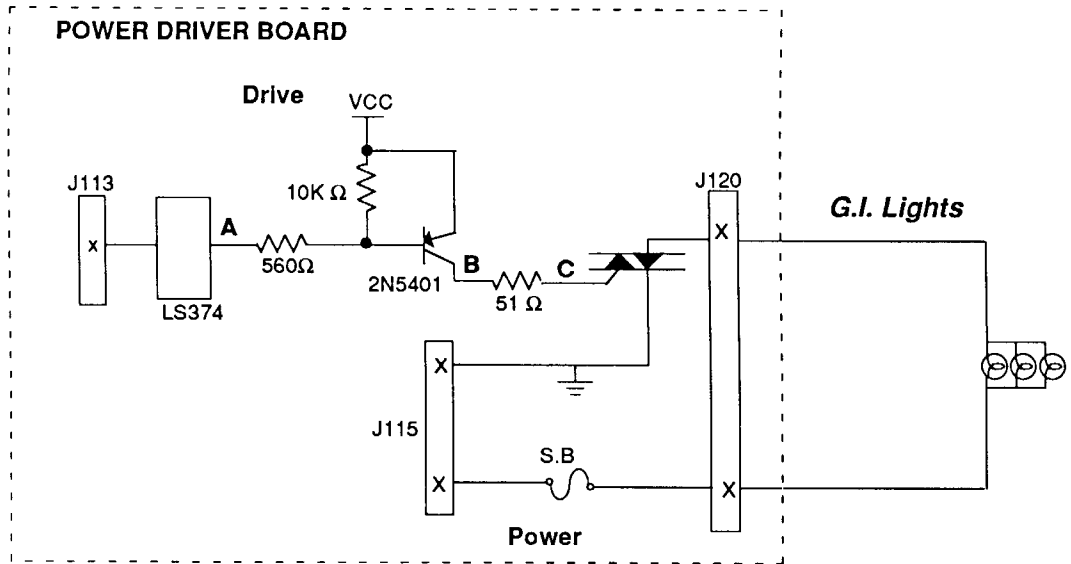 POWER DRIVER BOARD
Drive
VCC
J113
10K Ω
J120
G.I. Lights
X
A
X
560Ω
2N5401
B
C
51 Ω
LS374
X
J115
S.B
X
X
Power